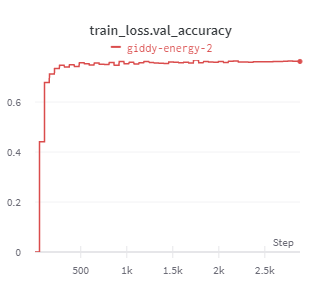 train_loss.val_accuracy
giddy-energy-2
0.6
0.4
0.2
0
Step
500 1k 1.5k 2k 2.5k